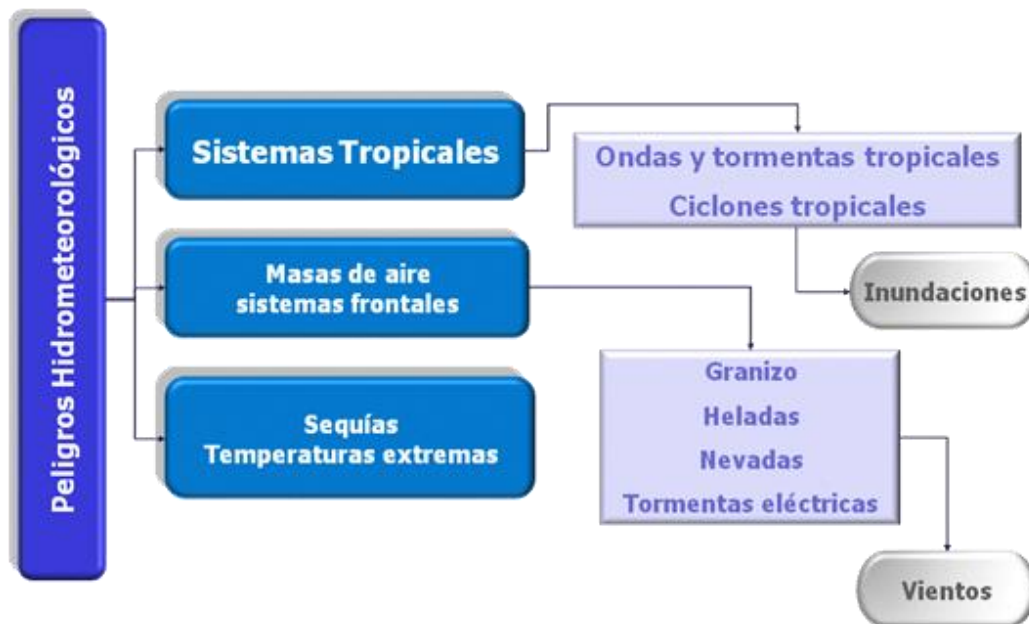 Peligros Hidrometeorológicos
Sistemas Tropicales
Ondas y tormentas tropicales
Ciclones tropicales
Inundaciones
Masas de aire
sistemas frontales
Granizo
Heladas
Nevadas
Tormentas eléctricas
Vientos
Sequías
Temperaturas extremas